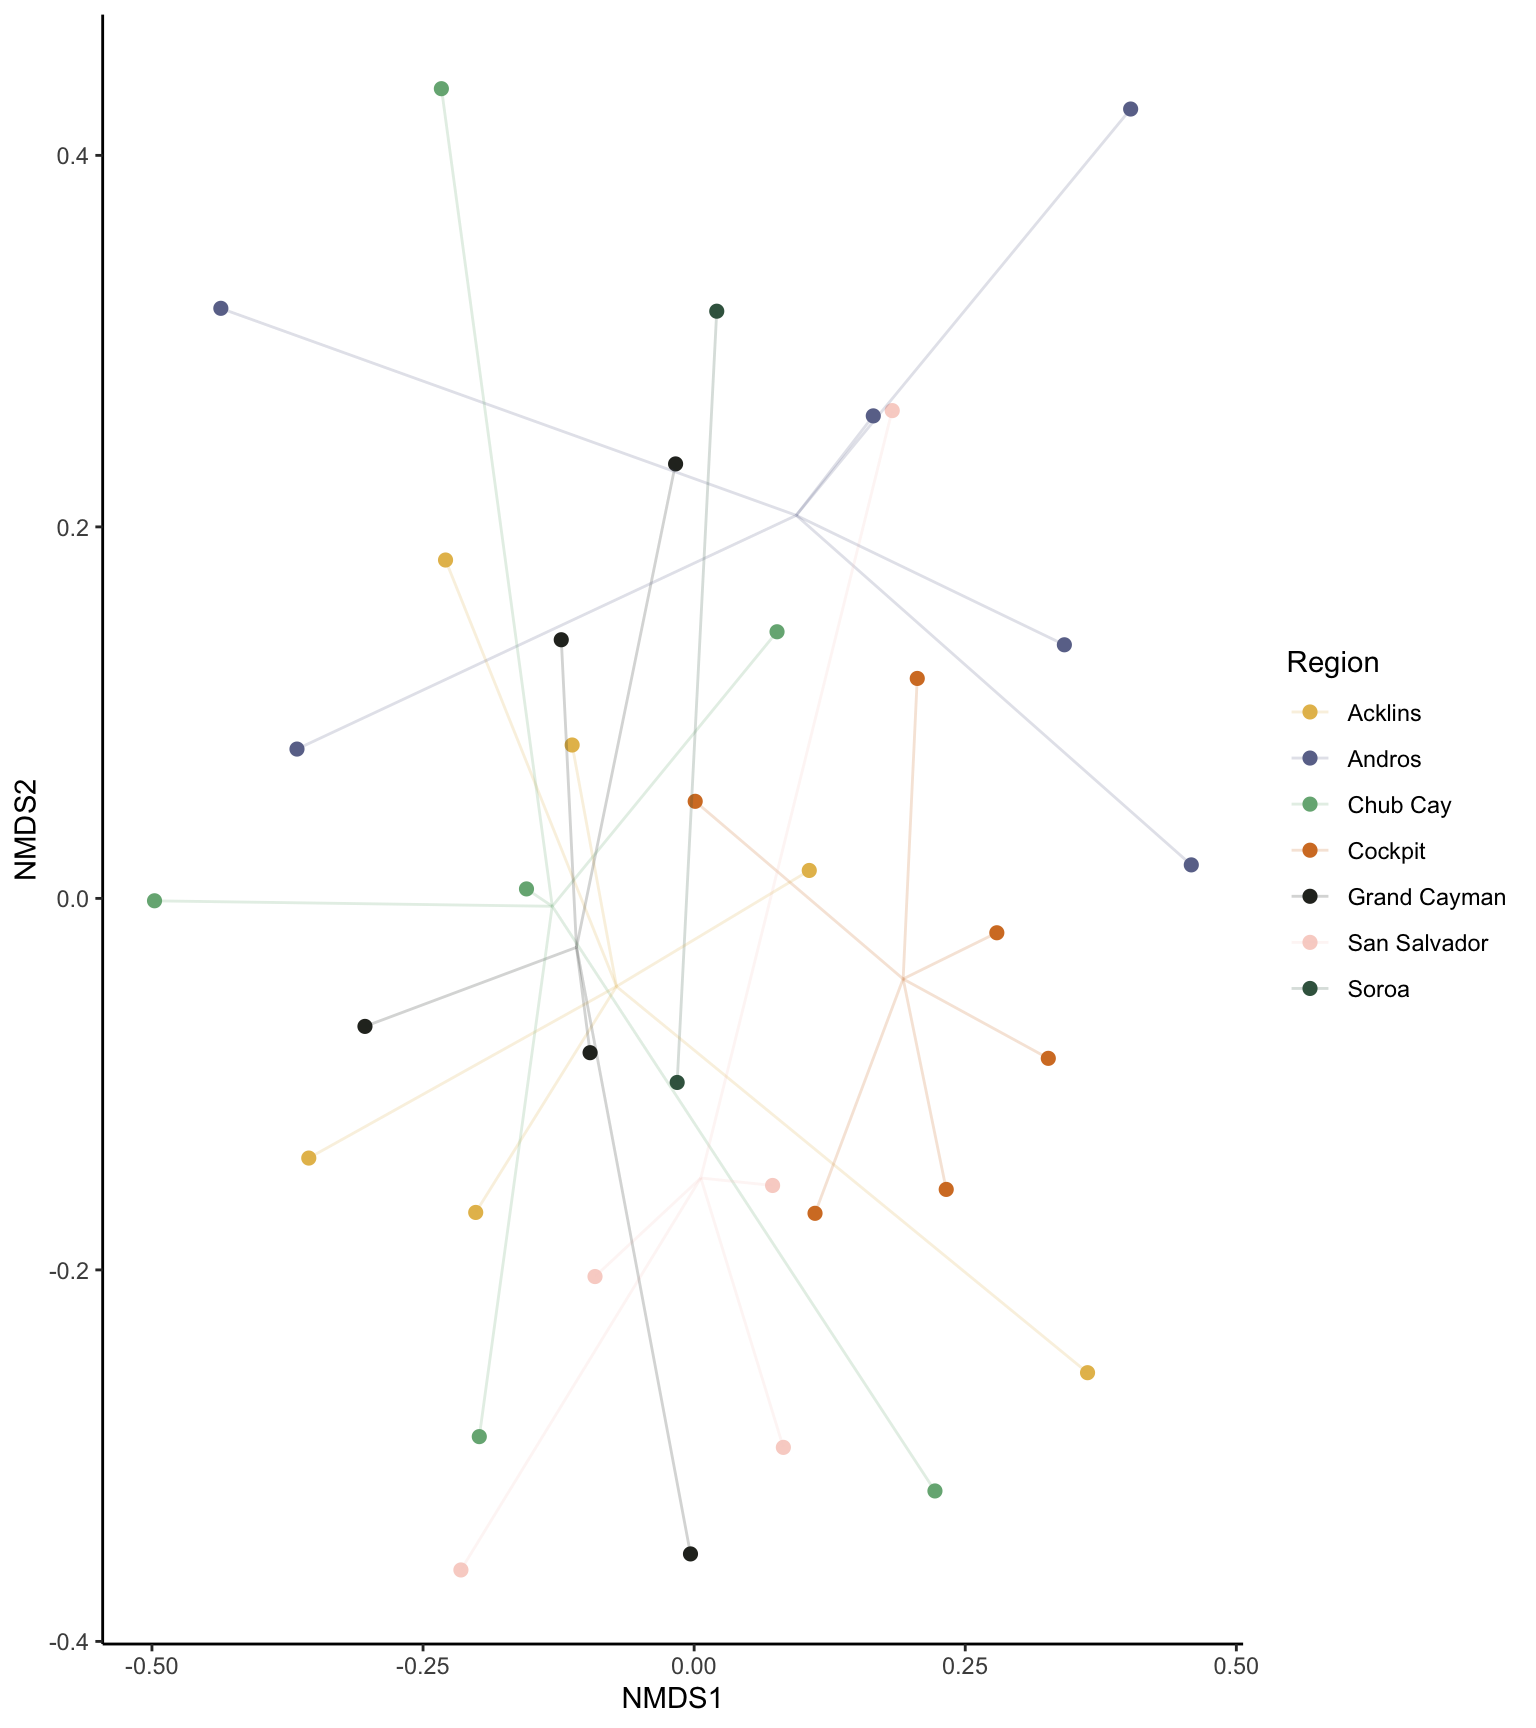 0.4
0.2
0.0
-0.2
-0.4
NMDS2
-0.50
-0.25
0.00
0.25
0.50
NMDS1
Region
Acklins
Andros
Chub Cay
Cockpit
Grand Cayman
San Salvador
Soroa